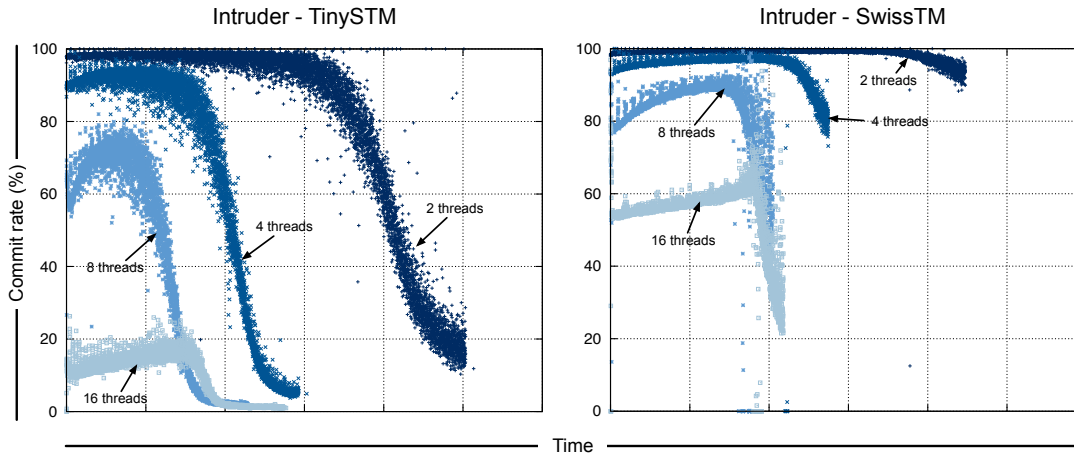 Intruder - TinySTM
Intruder - SwissTM
Commit rate (%)
100
80
60
40
20
0
2 threads
4 threads
8 threads
16 threads
100
80
60
40
20
0
2 threads
4 threads
8 threads
16 threads
Time